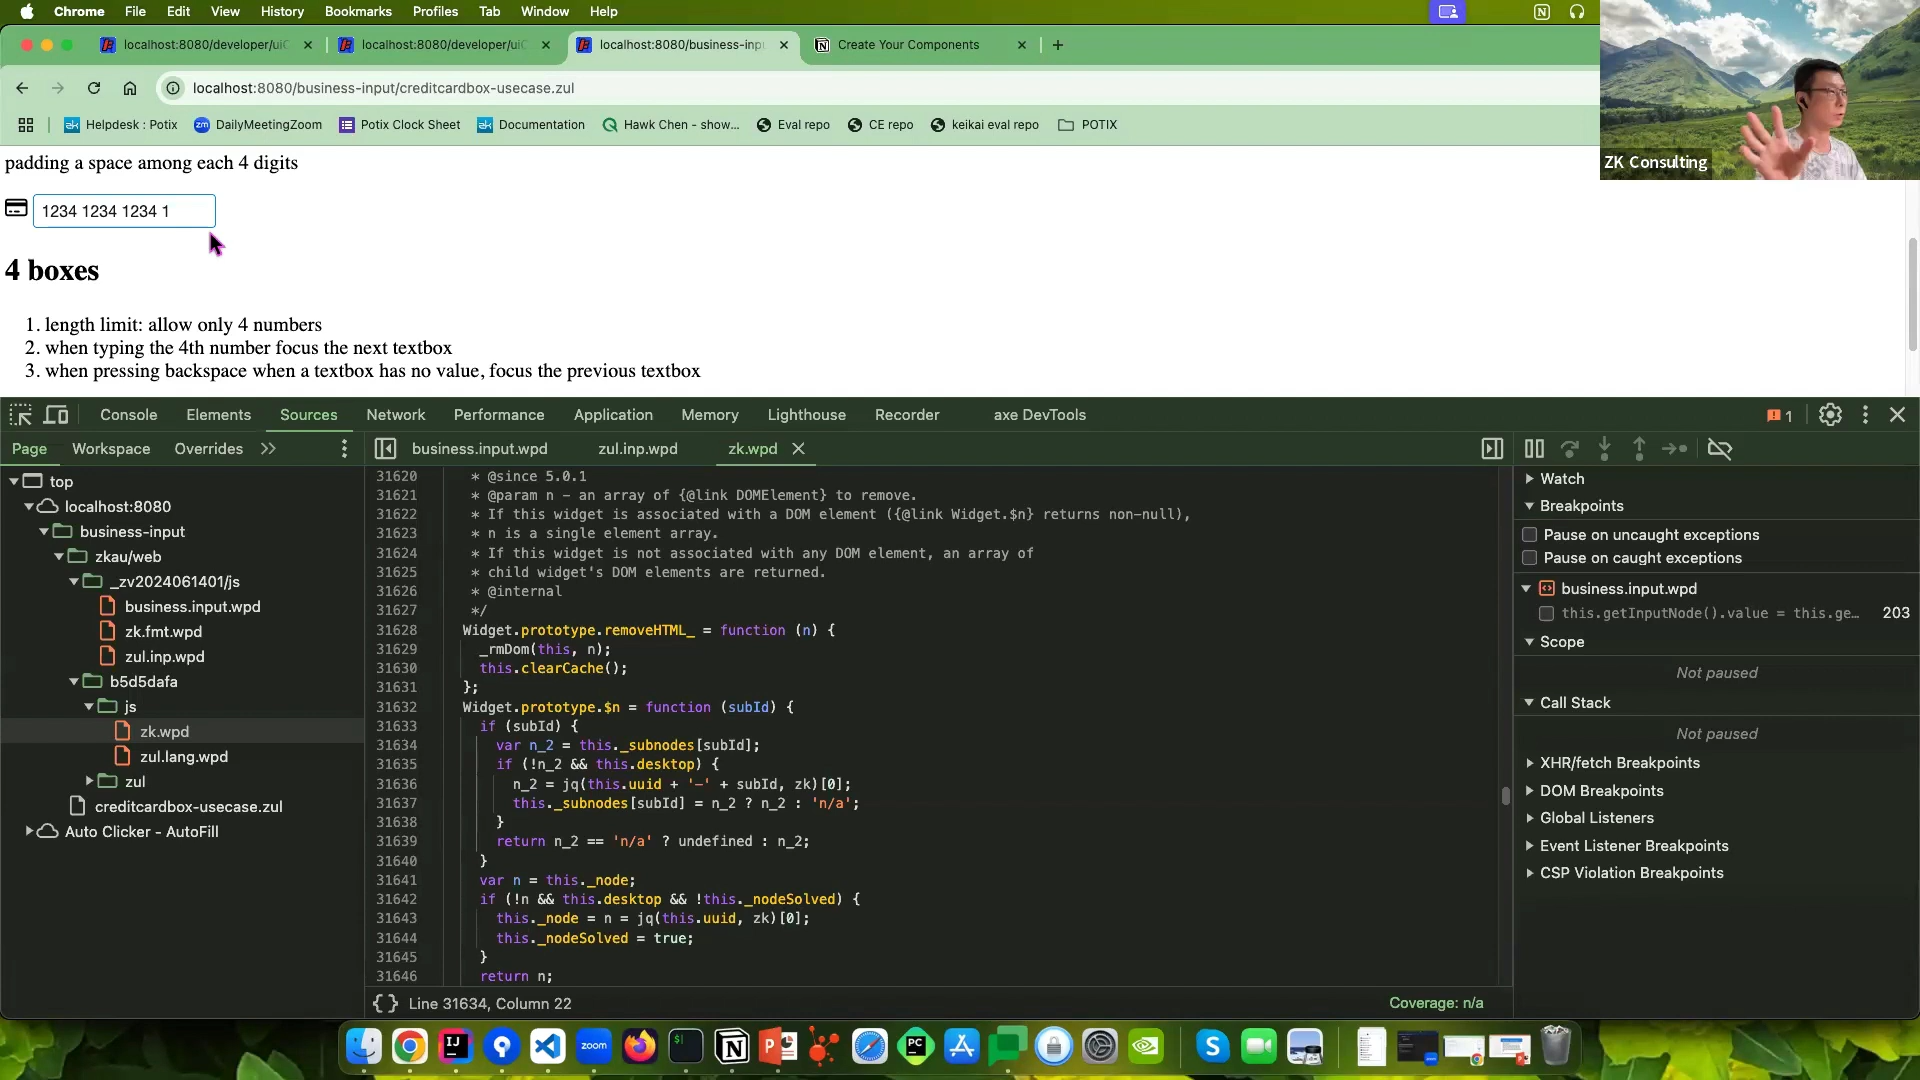 Chrome File Edit View History Bookmarks Profiles Tab Window Help
localhost:8080/developer/uiC
localhost:8080/developer/uiC
localhost:8080/business-inpu
Create Your Components
localhost:8080/business-input/creditcardbox-usecase.zul
Helpdesk : Potix DailyMeetingZoom Potix Clock Sheet Documentation Hawk Chen - show... Eval repo CE repo keikai eval repo POTIX
ZK Consulting
padding a space among each 4 digits
1234 1234 1234 1
4 boxes
1. length limit: allow only 4 numbers
2. when typing the 4th number focus the next textbox
3. when pressing backspace when a textbox has no value, focus the previous textbox
Console Elements Sources Network Performance Application Memory Lighthouse Recorder axe DevTools 1
Page Workspace Overrides
business.input.wpd zul.inp.wpd zk.wpd
top
localhost:8080
business-input
zkau/web
_zv2024061401/js
business.input.wpd
zk.fmt.wpd
zul.inp.wpd
b5d5dafa
js
zk.wpd
zul.lang.wpd
zul
creditcardbox-usecase.zul
Auto Clicker - AutoFill
31620 * @since 5.0.1
31621 * @param n - an array of {@link DOMElement} to remove.
31622 * If this widget is associated with a DOM element ({@link Widget.$n} returns non-null),
31623 * n is a single element array.
31624 * If this widget is not associated with any DOM element, an array of
31625 * child widget's DOM elements are returned.
31626 * @internal
31627 */
31628 Widget.prototype.removeHTML_ = function (n) {
31629 _rmDom(this, n);
31630 this.clearCache();
31631 };
31632 Widget.prototype.$n = function (subId) {
31633 if (subId) {
31634 var n_2 = this._subnodes[subId];
31635 if (!n_2 && this.desktop) {
31636 n_2 = jq(this.uuid + '-' + subId, zk)[0];
31637 this._subnodes[subId] = n_2 ? n_2 : 'n/a';
31638 }
31639 return n_2 == 'n/a' ? undefined : n_2;
31640 }
31641 var n = this._node;
31642 if (!n && this.desktop && !this._nodeSolved) {
31643 this._node = n = jq(this.uuid, zk)[0];
31644 this._nodeSolved = true;
31645 }
31646 return n;
{ } Line 31634, Column 22
Coverage: n/a
Watch
Breakpoints
Pause on uncaught exceptions
Pause on caught exceptions
business.input.wpd
this.getInputNode().value = this.ge… 203
Scope
Not paused
Call Stack
Not paused
XHR/fetch Breakpoints
DOM Breakpoints
Global Listeners
Event Listener Breakpoints
CSP Violation Breakpoints
zoom